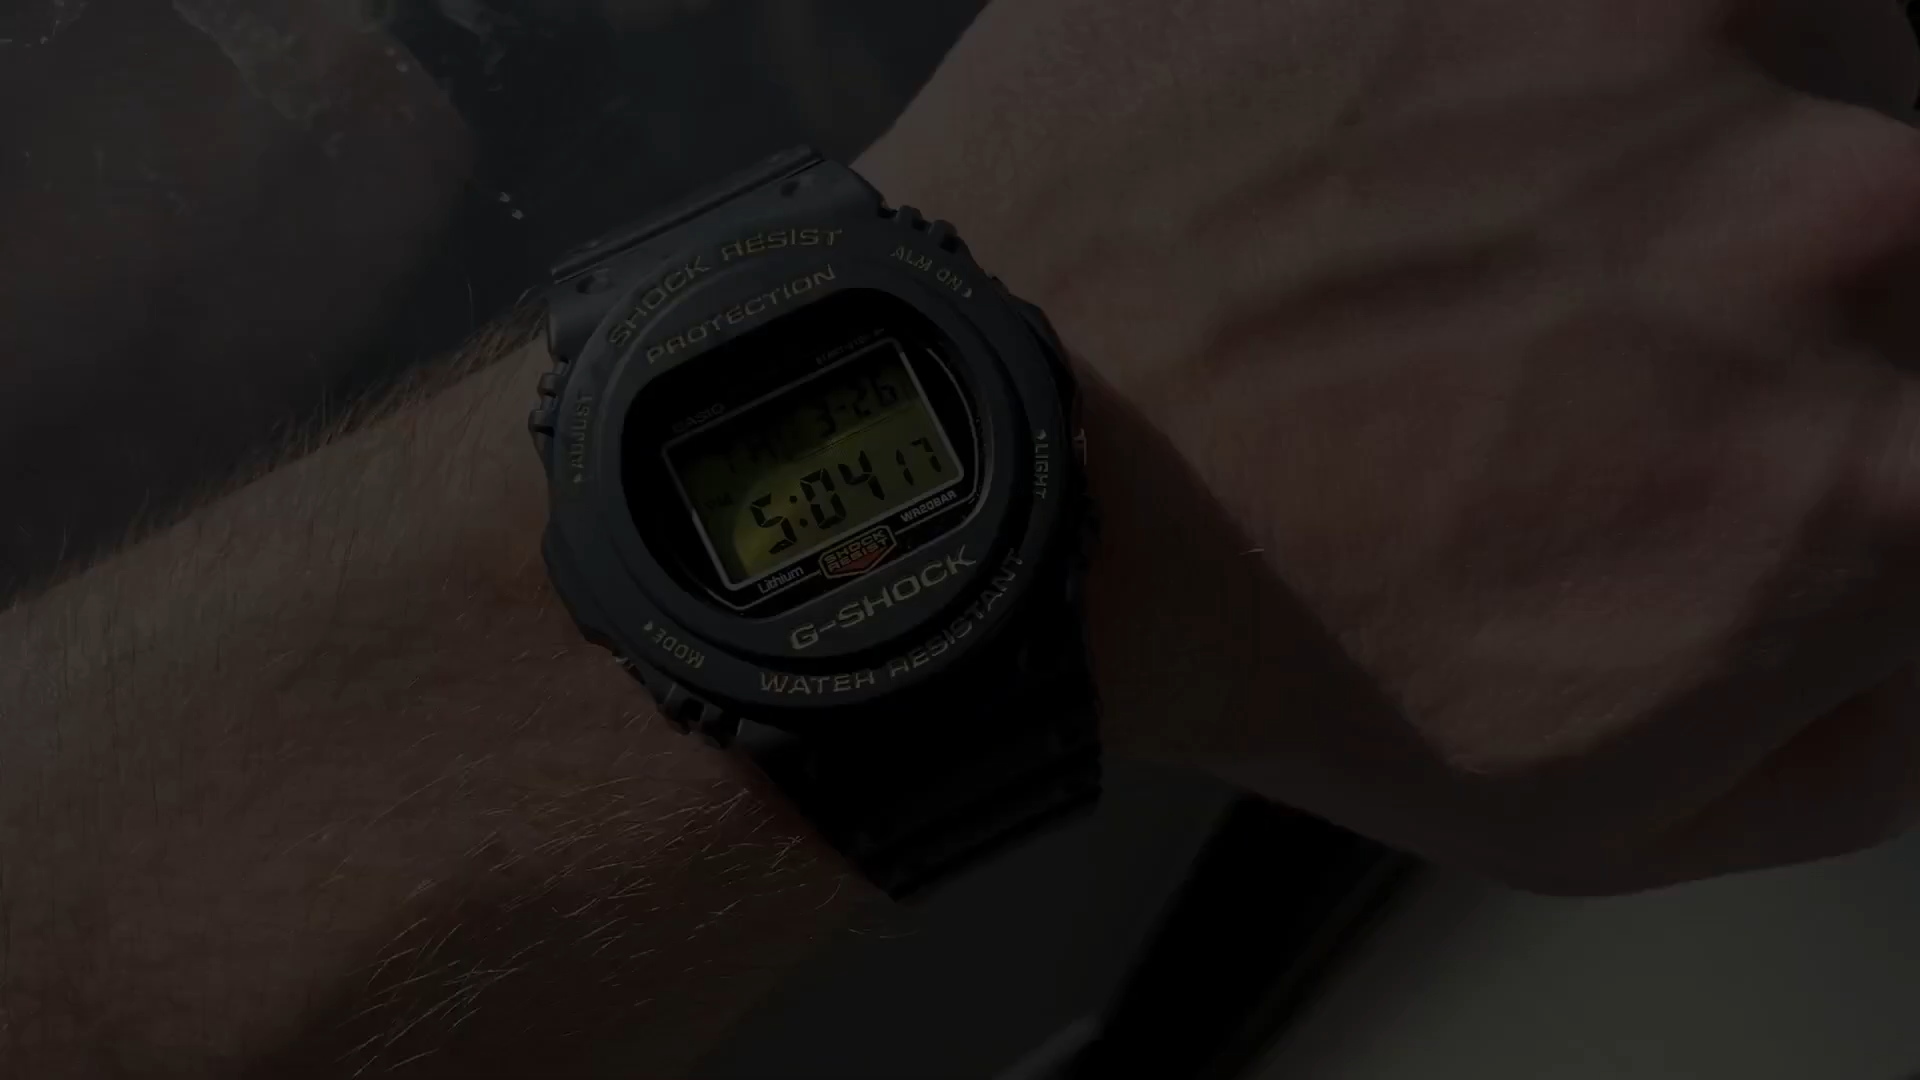 SHOCK RESIST
PROTECTION
ALM ON
ADJUST
LIGHT
CASIO
3-26
5:04 17
WR20BAR
Lithium
SHOCK
RESIST
G-SHOCK
WATER RESISTANT
MODE